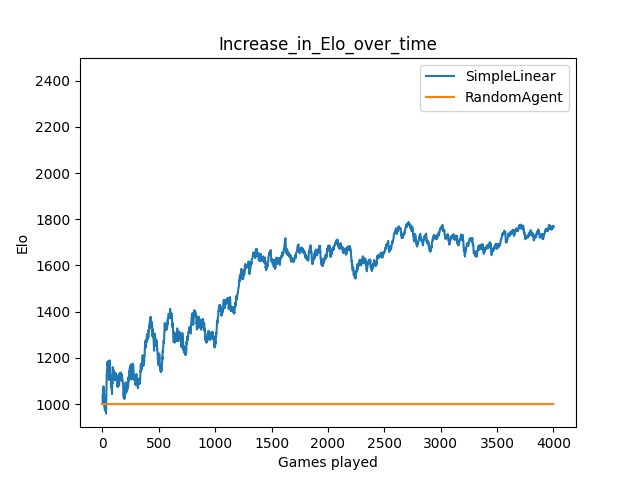 Increase_in_Elo_over_time
SimpleLinear
RandomAgent
2400
2200
2000
1800
1600
1400
1200
1000
Elo
0 500 1000 1500 2000 2500 3000 3500 4000
Games played